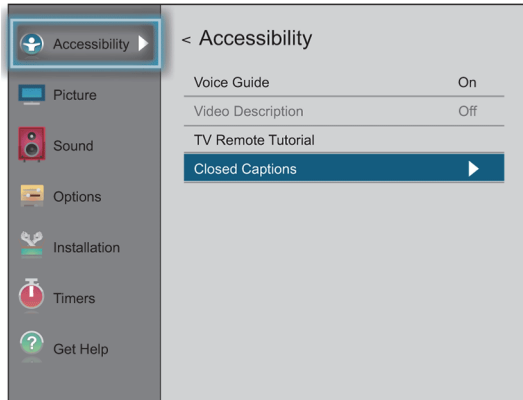 Accessibility
Picture
Sound
Options
Installation
Timers
Get Help
< Accessibility
Voice Guide On
Video Description Off
TV Remote Tutorial
Closed Captions